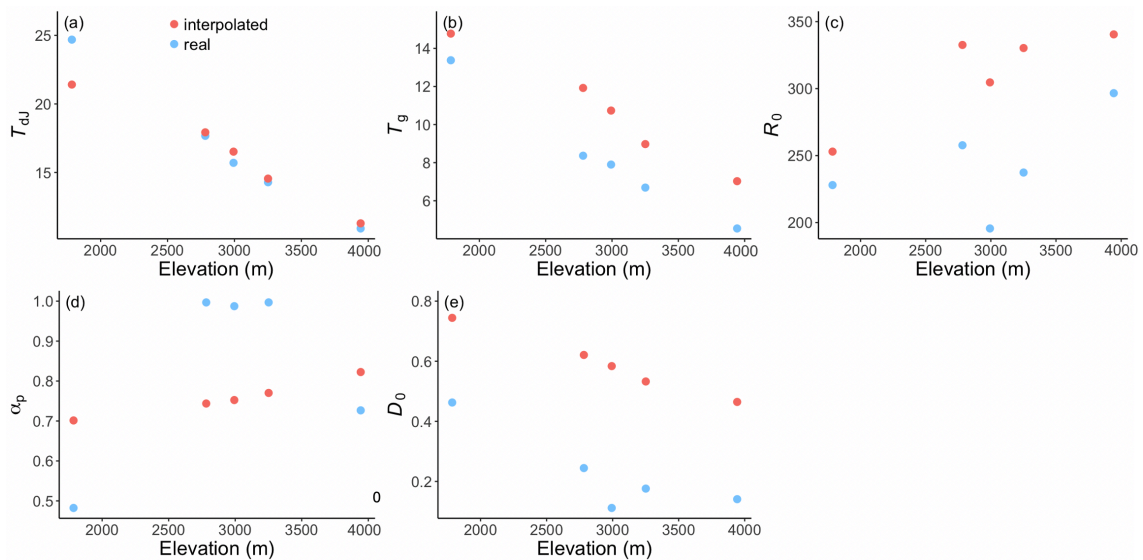 (a)
interpolated
real
25
20
15
T_dJ
2000 2500 3000 3500 4000
Elevation (m)
(b)
14
12
10
8
6
T_g
2000 2500 3000 3500 4000
Elevation (m)
(c)
350
300
250
200
R_0
2000 2500 3000 3500 4000
Elevation (m)
(d)
1.0
0.9
0.8
0.7
0.6
0.5
α_p
0
2000 2500 3000 3500 4000
Elevation (m)
(e)
0.8
0.6
0.4
0.2
D_0
2000 2500 3000 3500 4000
Elevation (m)